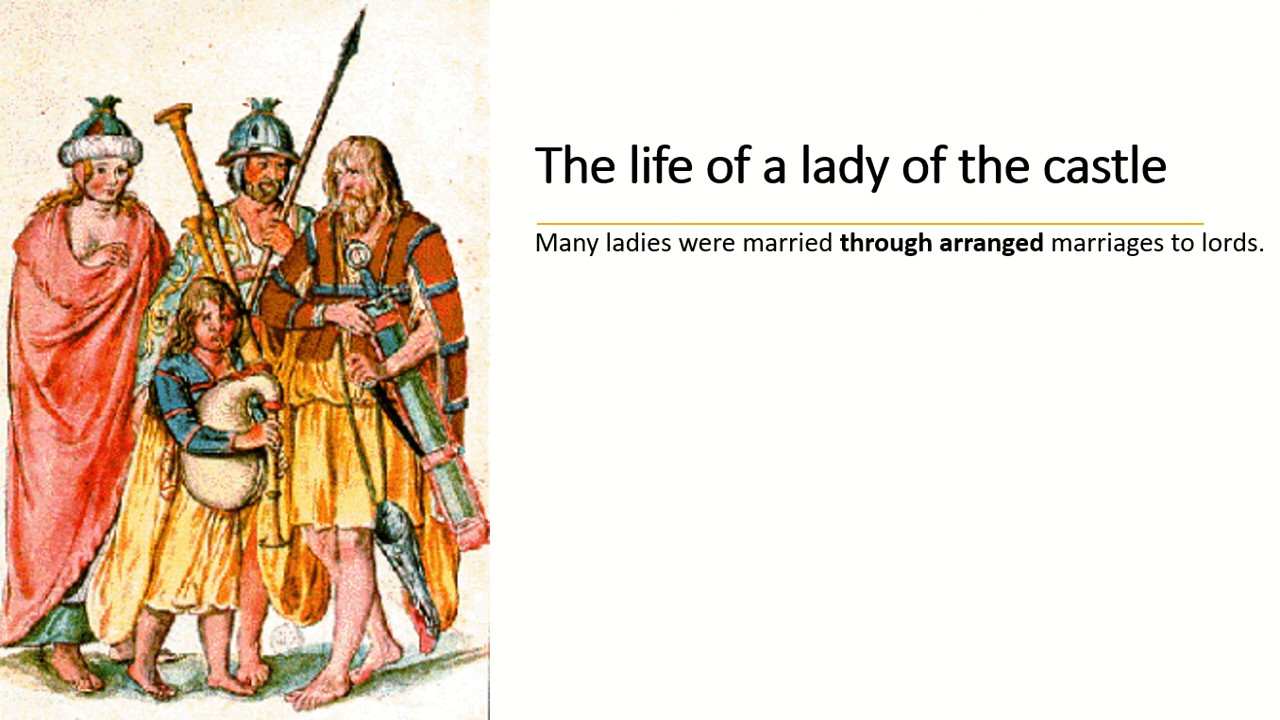 The life of a lady of the castle
Many ladies were married through arranged marriages to lords.